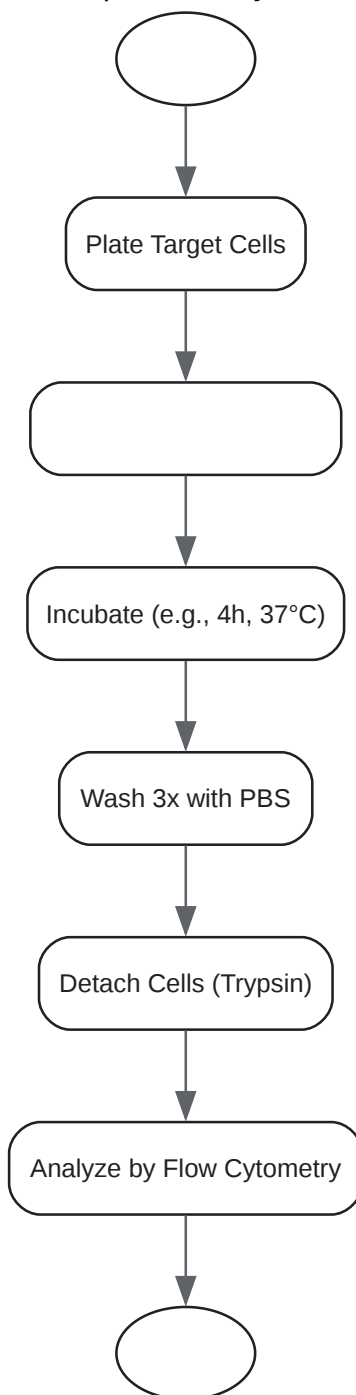 Plate Target Cells
Incubate (e.g., 4h, 37°C)
Wash 3x with PBS
Detach Cells (Trypsin)
Analyze by Flow Cytometry